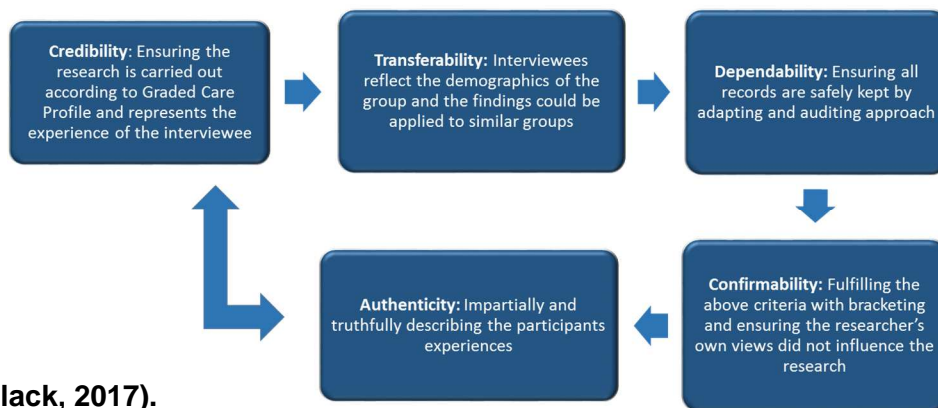 Credibility: Ensuring the
research is carried out
according to Graded Care
Profile and represents the
experience of the interviewee
Transferability: Interviewees
reflect the demographics of the
group and the findings could be
applied to similar groups
Dependability: Ensuring all
records are safely kept by
adapting and auditing approach
Confirmability: Fulfilling the
above criteria with bracketing
and ensuring the researcher's
own views did not influence the
research
Authenticity: Impartially and
truthfully describing the participants
experiences
lack, 2017).